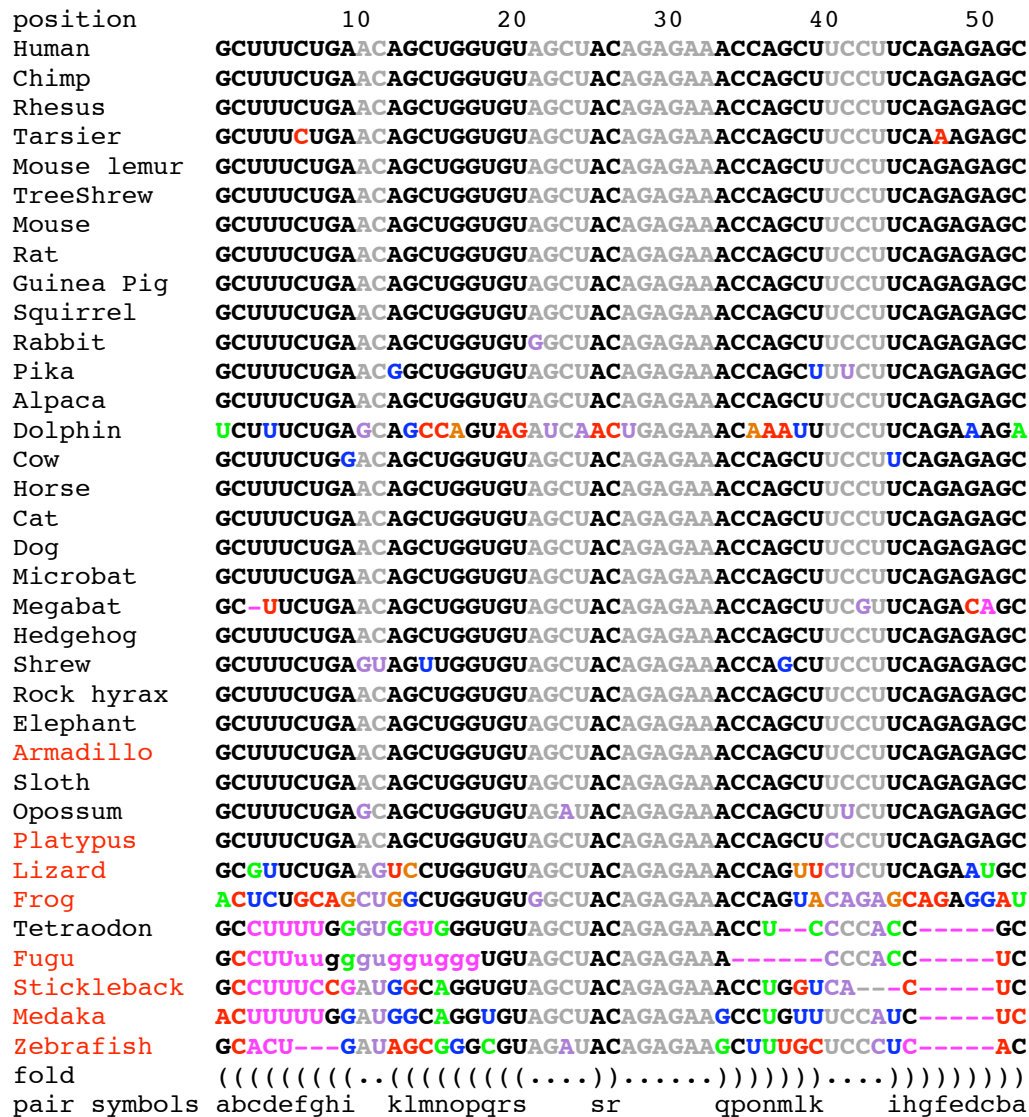 position 10 20 30 40 50
Human GCUUUCUGAACAGCUGGUGUAGCUACAGAGAAACCAGCUUCCUUCAGAGAGC
Chimp GCUUUCUGAACAGCUGGUGUAGCUACAGAGAAACCAGCUUCCUUCAGAGAGC
Rhesus GCUUUCUGAACAGCUGGUGUAGCUACAGAGAAACCAGCUUCCUUCAGAGAGC
Tarsier GCUUUCUGAACAGCUGGUGUAGCUACAGAGAAACCAGCUUCCUUCAAAGAGC
Mouse lemur GCUUUCUGAACAGCUGGUGUAGCUACAGAGAAACCAGCUUCCUUCAGAGAGC
TreeShrew GCUUUCUGAACAGCUGGUGUAGCUACAGAGAAACCAGCUUCCUUCAGAGAGC
Mouse GCUUUCUGAACAGCUGGUGUAGCUACAGAGAAACCAGCUUCCUUCAGAGAGC
Rat GCUUUCUGAACAGCUGGUGUAGCUACAGAGAAACCAGCUUCCUUCAGAGAGC
Guinea Pig GCUUUCUGAACAGCUGGUGUAGCUACAGAGAAACCAGCUUCCUUCAGAGAGC
Squirrel GCUUUCUGAACAGCUGGUGUAGCUACAGAGAAACCAGCUUCCUUCAGAGAGC
Rabbit GCUUUCUGAACAGCUGGUGUGGCUACAGAGAAACCAGCUUCCUUCAGAGAGC
Pika GCUUUCUGAACGGCUGGUGUAGCUACAGAGAAACCAGCUUUCUUCAGAGAGC
Alpaca GCUUUCUGAACAGCUGGUGUAGCUACAGAGAAACCAGCUUCCUUCAGAGAGC
Dolphin UCUUUCUGAGCAGCCAGUAGAUCAACUGAGAAACAAAUUUCCUUCAGAAAGA
Cow GCUUUCUGGACAGCUGGUGUAGCUACAGAGAAACCAGCUUCCUUCAGAGAGC
Horse GCUUUCUGAACAGCUGGUGUAGCUACAGAGAAACCAGCUUCCUUCAGAGAGC
Cat GCUUUCUGAACAGCUGGUGUAGCUACAGAGAAACCAGCUUCCUUCAGAGAGC
Dog GCUUUCUGAACAGCUGGUGUAGCUACAGAGAAACCAGCUUCCUUCAGAGAGC
Microbat GCUUUCUGAACAGCUGGUGUAGCUACAGAGAAACCAGCUUCCUUCAGAGAGC
Megabat GC-UUCUGAACAGCUGGUGUAGCUACAGAGAAACCAGCUUCGUUCAGACAGC
Hedgehog GCUUUCUGAACAGCUGGUGUAGCUACAGAGAAACCAGCUUCCUUCAGAGAGC
Shrew GCUUUCUGAGUAGUUGGUGUAGCUACAGAGAAACCAGCUUCCUUCAGAGAGC
Rock hyrax GCUUUCUGAACAGCUGGUGUAGCUACAGAGAAACCAGCUUCCUUCAGAGAGC
Elephant GCUUUCUGAACAGCUGGUGUAGCUACAGAGAAACCAGCUUCCUUCAGAGAGC
Armadillo GCUUUCUGAACAGCUGGUGUAGCUACAGAGAAACCAGCUUCCUUCAGAGAGC
Sloth GCUUUCUGAACAGCUGGUGUAGCUACAGAGAAACCAGCUUCCUUCAGAGAGC
Opossum GCUUUCUGAGCAGCUGGUGUAGAUACAGAGAAACCAGCUUUCUUCAGAGAGC
Platypus GCUUUCUGAACAGCUGGUGUAGCUACAGAGAAACCAGCUCCCUUCAGAGAGC
Lizard GCGUUCUGAAGUCCUGGUGUAGCUACAGAGAAACCAGUUCUCUUCAGAAUGC
Frog ACUCUGCAGCUGGCUGGUGUGGCUACAGAGAAACCAGUACAGAGCAGAGGAU
Tetraodon GCCUUUUGGGUGGUGGGUGUAGCUACAGAGAAACCU--CCCCACC-----GC
Fugu GCCUUuuggguggugggUGUAGCUACAGAGAAA------CCCACC-----UC
Stickleback GCCUUUCCGAUGGCAGGUGUAGCUACAGAGAAACCUGGUCA---C-----UC
Medaka ACUUUUUGGAUGGCAGGUGUAGCUACAGAGAAGCCUGUUUCCAUC-----UC
Zebrafish GCACU---GAUAGCGGGCGUAGAUACAGAGAAGCUUUGCUCCCUC-----AC
fold (((((((((..(((((((((....))......)))))))....)))))))))
pair symbols abcdefghi klmnopqrs sr qponmlk ihgfedcba